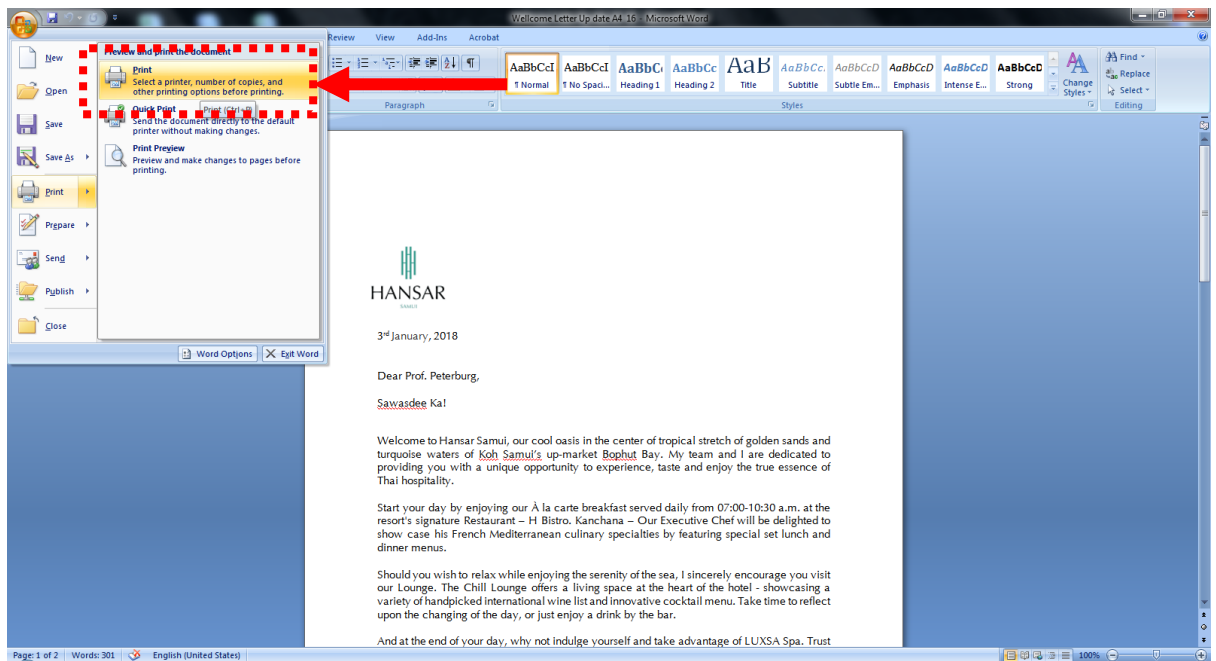 Wellcome Letter Up date A4 16 - Microsoft Word
Review View Add-Ins Acrobat
New
Open
Save
Save As
Print
Prepare
Send
Publish
Close
Preview and print the document
Print
Select a printer, number of copies, and
other printing options before printing.
Quick Print
Print (Ctrl+P)
Send the document directly to the default
printer without making changes.
Print Preview
Preview and make changes to pages before
printing.
Word Options
Exit Word
Paragraph
AaBbCcI AaBbCcI AaBbC AaBbCc AaB AaBbCc. AaBbCcD AaBbCcD AaBbCcD AaBbCcD
¶ Normal ¶ No Spaci... Heading 1 Heading 2 Title Subtitle Subtle Em... Emphasis Intense E... Strong
Change
Styles
Styles
Find
Replace
Select
Editing
HANSAR
SAMUI
3rd January, 2018
Dear Prof. Peterburg,
Sawasdee Ka!
Welcome to Hansar Samui, our cool oasis in the center of tropical stretch of golden sands and
turquoise waters of Koh Samui's up-market Bophut Bay. My team and I are dedicated to
providing you with a unique opportunity to experience, taste and enjoy the true essence of
Thai hospitality.
Start your day by enjoying our À la carte breakfast served daily from 07:00-10:30 a.m. at the
resort's signature Restaurant – H Bistro. Kanchana – Our Executive Chef will be delighted to
show case his French Mediterranean culinary specialties by featuring special set lunch and
dinner menus.
Should you wish to relax while enjoying the serenity of the sea, I sincerely encourage you visit
our Lounge. The Chill Lounge offers a living space at the heart of the hotel - showcasing a
variety of handpicked international wine list and innovative cocktail menu. Take time to reflect
upon the changing of the day, or just enjoy a drink by the bar.
And at the end of your day, why not indulge yourself and take advantage of LUXSA Spa. Trust
Page: 1 of 2 Words: 301 English (United States) 100%